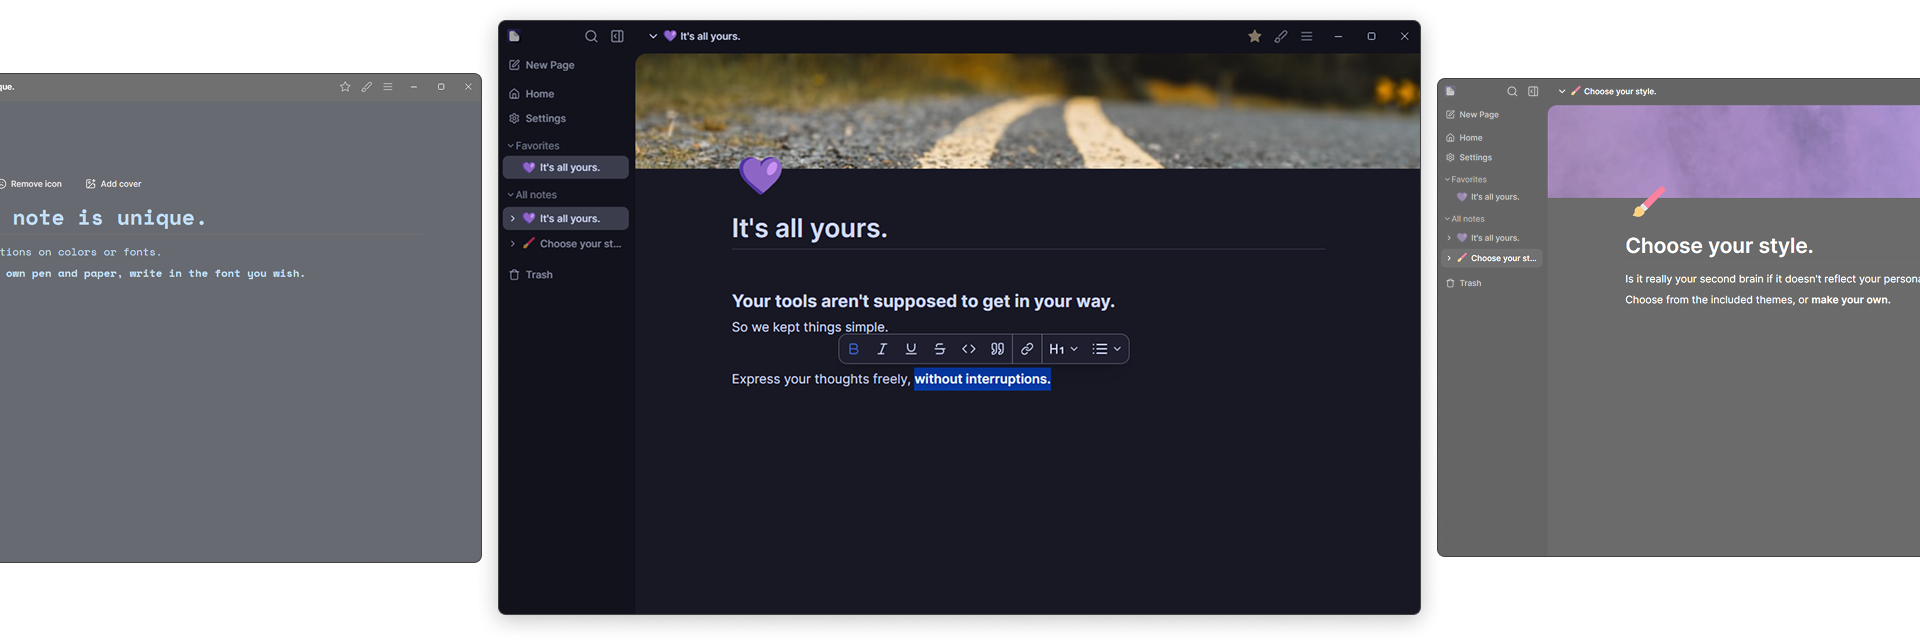 que.
Remove icon
Add cover
note is unique.
tions on colors or fonts.
own pen and paper, write in the font you wish.
It's all yours.
New Page
Home
Settings
Favorites
It's all yours.
All notes
It's all yours.
Choose your st...
Trash
It's all yours.
Your tools aren't supposed to get in your way.
So we kept things simple.
B I U S <> H1
Express your thoughts freely, without interruptions.
Choose your style.
New Page
Home
Settings
Favorites
It's all yours.
All notes
It's all yours.
Choose your st...
Trash
Choose your style.
Is it really your second brain if it doesn't reflect your persona
Choose from the included themes, or make your own.